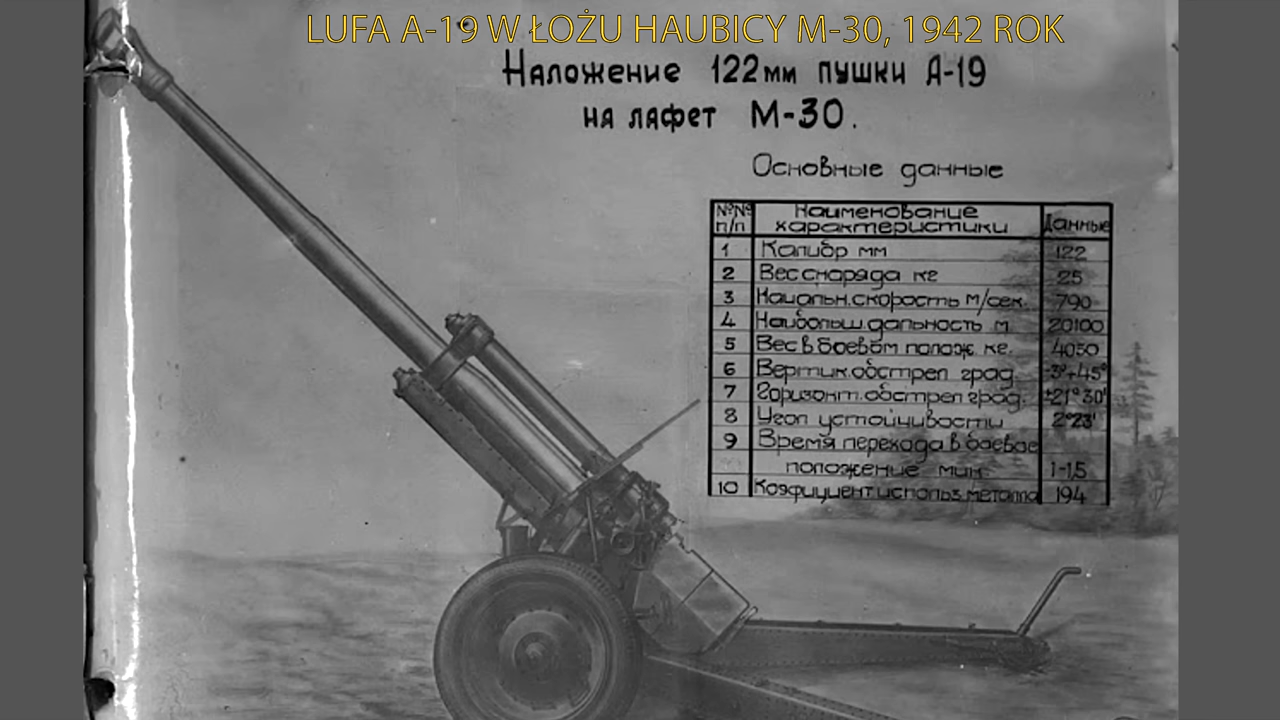 LUFA A-19 W ŁOŻU HAUBICY M-30, 1942 ROK
Наложение 122мм пушки А-19
на лафет М-30.
Основные данные
№№ п/п Наименование характеристики Данные
1 Калибр мм 122
2 Вес снаряда кг 25
3 Начальн. скорость м/сек. 790
4 Наибольш. дальность м. 20100
5 Вес в боевом полож. кг. 4050
6 Вертик. обстрел град. -3°+45°
7 Горизонт. обстрел град. ±21°30'
8 Угол устойчивости 2°23'
9 Время перехода в боевое
положение мин. 1-1,5
10 Коэфициент использ. металла 194